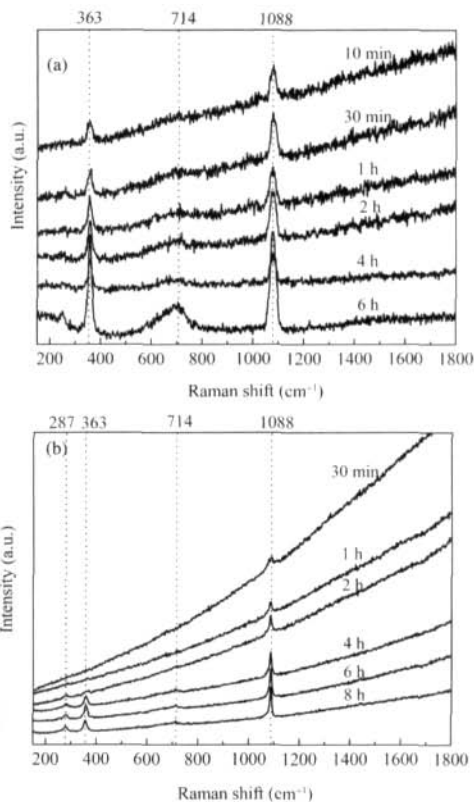 363 714 1088
(a)
10 min
30 min
1 h
2 h
4 h
6 h
Intensity (a.u.)
200 400 600 800 1000 1200 1400 1600 1800
Raman shift (cm⁻¹)
287 363 714 1088
(b)
30 min
1 h
2 h
4 h
6 h
8 h
Intensity (a.u.)
200 400 600 800 1000 1200 1400 1600 1800
Raman shift (cm⁻¹)